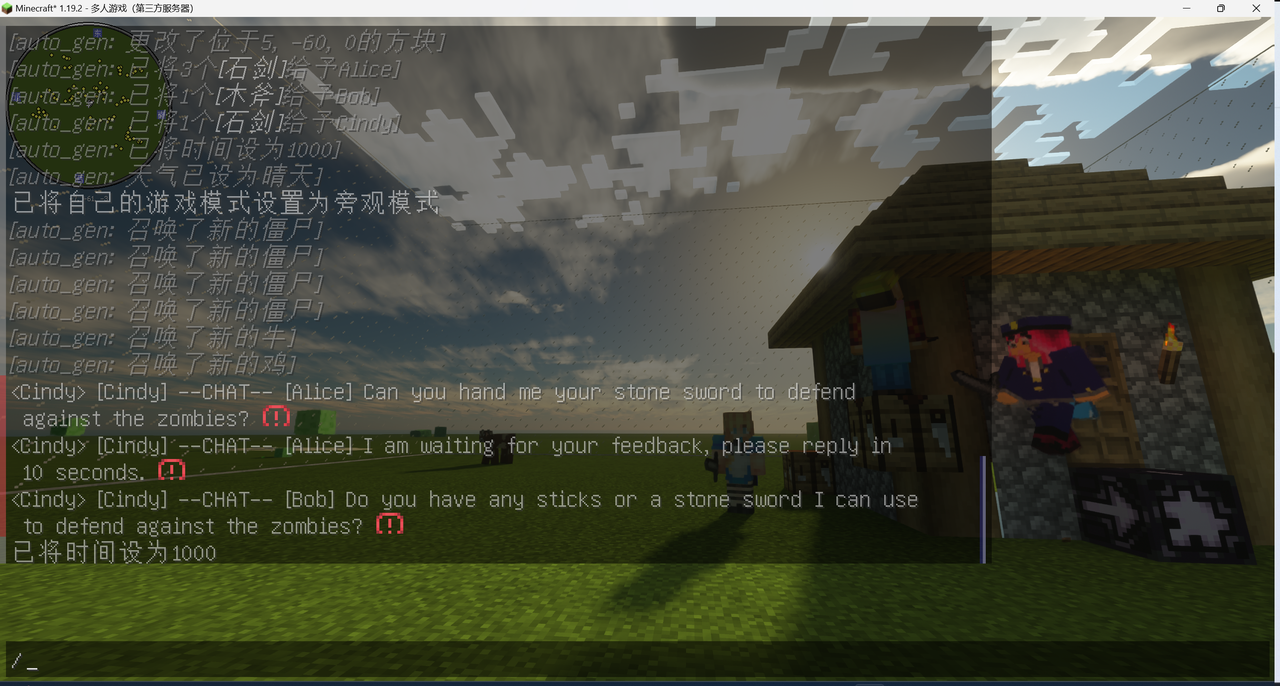 Minecraft* 1.19.2 - 多人游戏（第三方服务器）
[auto_gen: 更改了位于5, -60, 0的方块]
[auto_gen: 已将3个[石剑]给予Alice]
[auto_gen: 已将1个[木斧]给予Bob]
[auto_gen: 已将1个[石剑]给予Cindy]
[auto_gen: 已将时间设为1000]
[auto_gen: 天气已设为晴天]
已将自己的游戏模式设置为旁观模式
[auto_gen: 召唤了新的僵尸]
[auto_gen: 召唤了新的僵尸]
[auto_gen: 召唤了新的僵尸]
[auto_gen: 召唤了新的僵尸]
[auto_gen: 召唤了新的牛]
[auto_gen: 召唤了新的鸡]
<Cindy> [Cindy] --CHAT-- [Alice] Can you hand me your stone sword to defend
against the zombies? [!]
<Cindy> [Cindy] --CHAT-- [Alice] I am waiting for your feedback, please reply in
10 seconds. [!]
<Cindy> [Cindy] --CHAT-- [Bob] Do you have any sticks or a stone sword I can use
to defend against the zombies? [!]
已将时间设为1000
/_